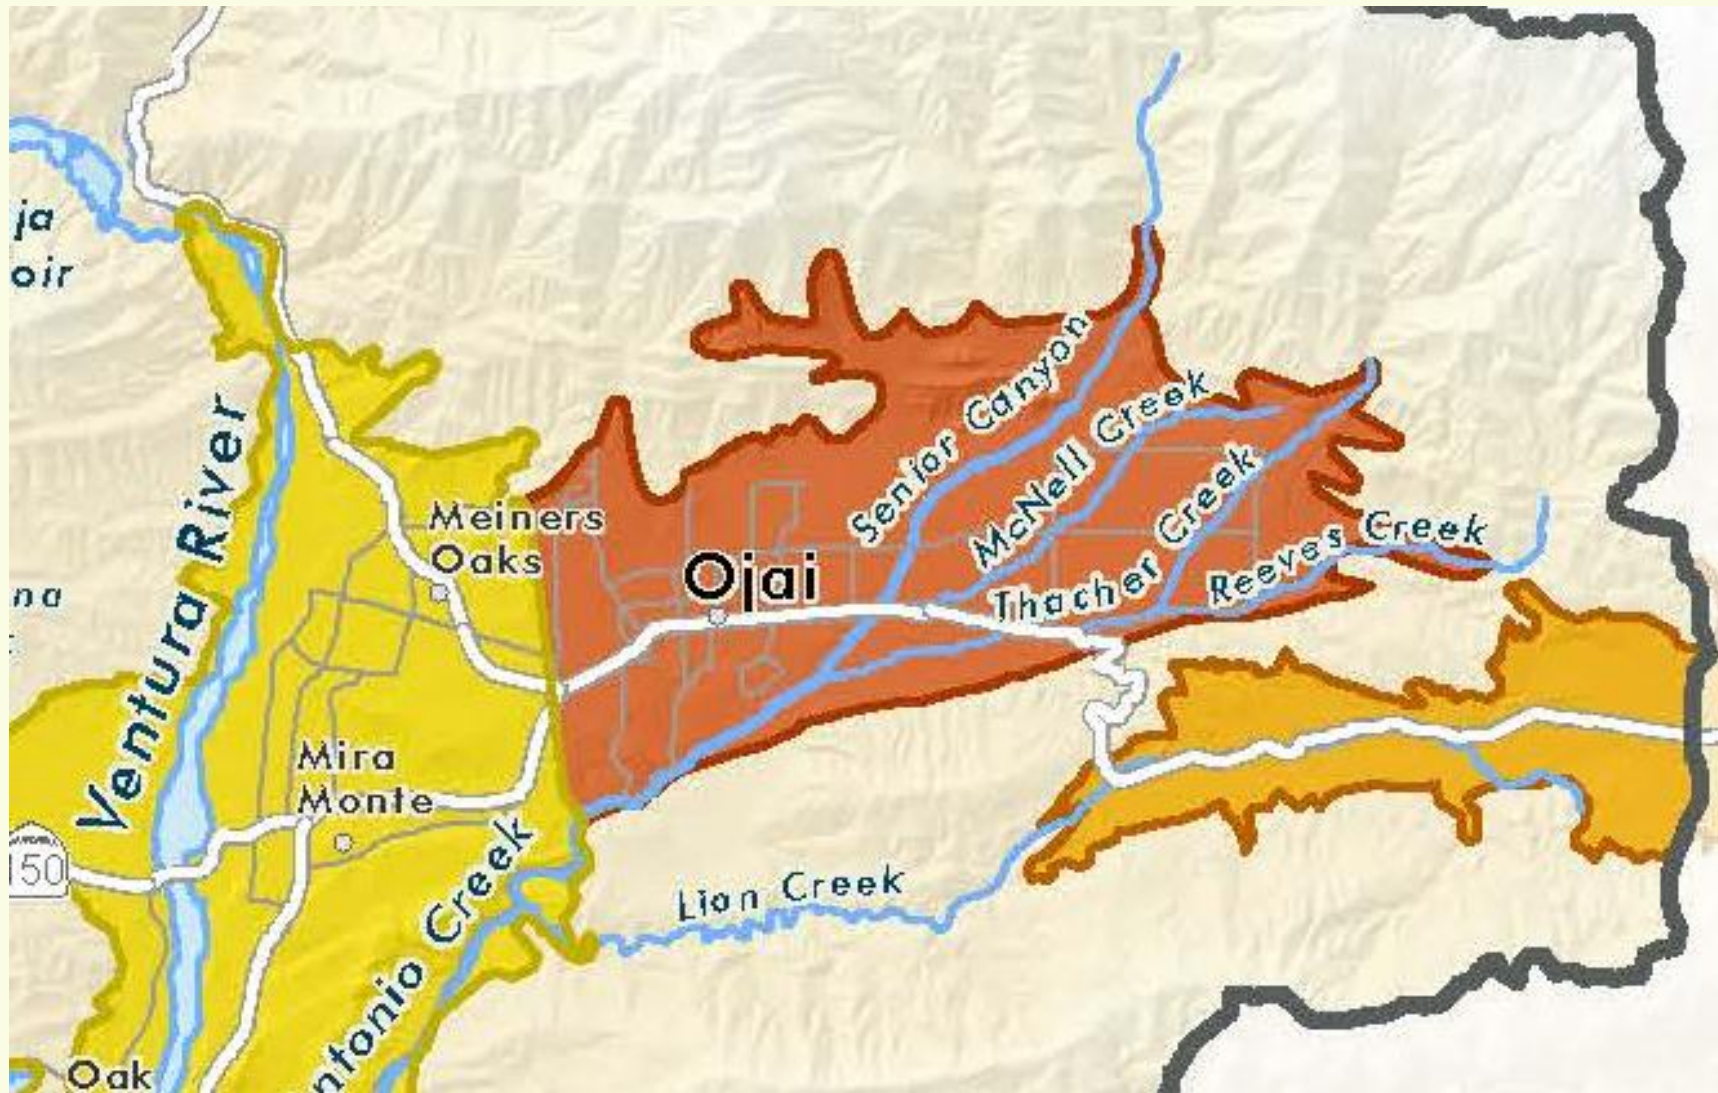 ja
oir
Ventura River
na
Meiners
Oaks
Ojai
Senior Canyon
McNell Creek
Thacher Creek
Reeves Creek
Mira
Monte
150
Lion Creek
ntonio Creek
Oak